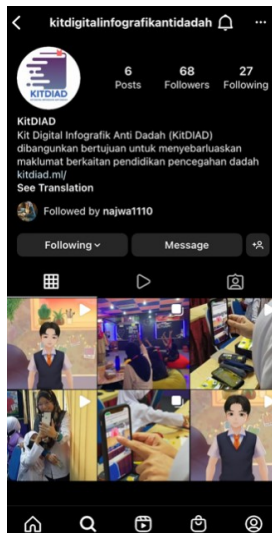 kitdigitalinfografikantidadah
KITDIAD
6
Posts
68
Followers
27
Following
KitDIAD
Kit Digital Infografik Anti Dadah (KitDIAD)
dibangunkan bertujuan untuk menyebarluaskan
maklumat berkaitan pendidikan pencegahan dadah
kitdiad.ml/
See Translation
Followed by najwa1110
Following
Message